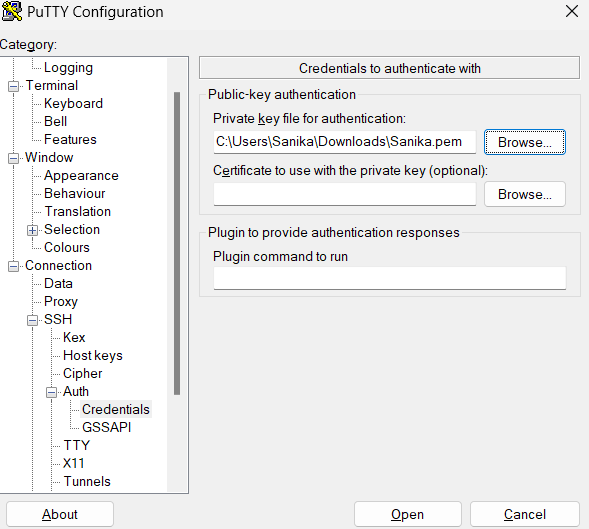 PuTTY Configuration
Category:
Logging
Terminal
Keyboard
Bell
Features
Window
Appearance
Behaviour
Translation
Selection
Colours
Connection
Data
Proxy
SSH
Kex
Host keys
Cipher
Auth
Credentials
GSSAPI
TTY
X11
Tunnels
Credentials to authenticate with
Public-key authentication
Private key file for authentication:
C:\Users\Sanika\Downloads\Sanika.pem
Browse...
Certificate to use with the private key (optional):
Browse...
Plugin to provide authentication responses
Plugin command to run
About
Open
Cancel